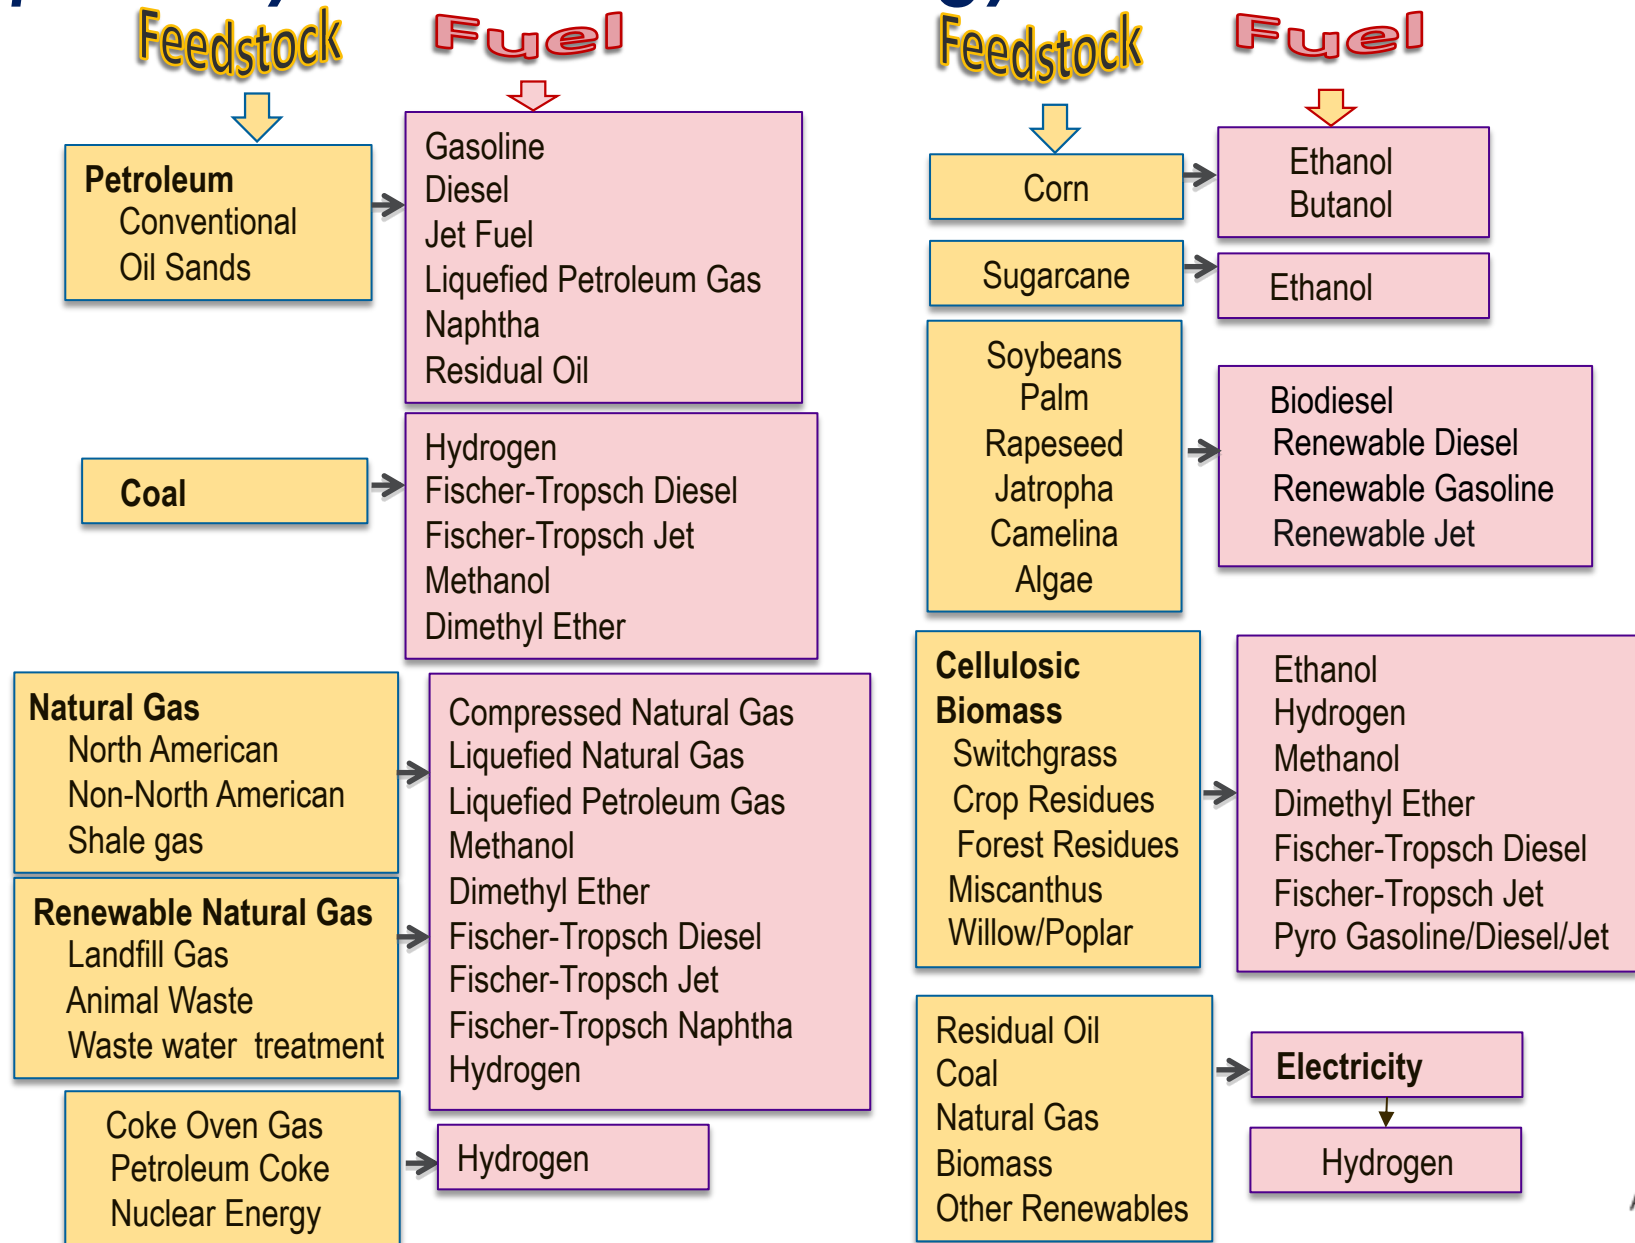 Feedstock
Fuel
Petroleum
Conventional
Oil Sands
Gasoline
Diesel
Jet Fuel
Liquefied Petroleum Gas
Naphtha
Residual Oil
Coal
Hydrogen
Fischer-Tropsch Diesel
Fischer-Tropsch Jet
Methanol
Dimethyl Ether
Natural Gas
North American
Non-North American
Shale gas
Renewable Natural Gas
Landfill Gas
Animal Waste
Waste water treatment
Compressed Natural Gas
Liquefied Natural Gas
Liquefied Petroleum Gas
Methanol
Dimethyl Ether
Fischer-Tropsch Diesel
Fischer-Tropsch Jet
Fischer-Tropsch Naphtha
Hydrogen
Coke Oven Gas
Petroleum Coke
Nuclear Energy
Hydrogen
Feedstock
Fuel
Corn
Ethanol
Butanol
Sugarcane
Ethanol
Soybeans
Palm
Rapeseed
Jatropha
Camelina
Algae
Biodiesel
Renewable Diesel
Renewable Gasoline
Renewable Jet
Cellulosic
Biomass
Switchgrass
Crop Residues
Forest Residues
Miscanthus
Willow/Poplar
Ethanol
Hydrogen
Methanol
Dimethyl Ether
Fischer-Tropsch Diesel
Fischer-Tropsch Jet
Pyro Gasoline/Diesel/Jet
Residual Oil
Coal
Natural Gas
Biomass
Other Renewables
Electricity
Hydrogen